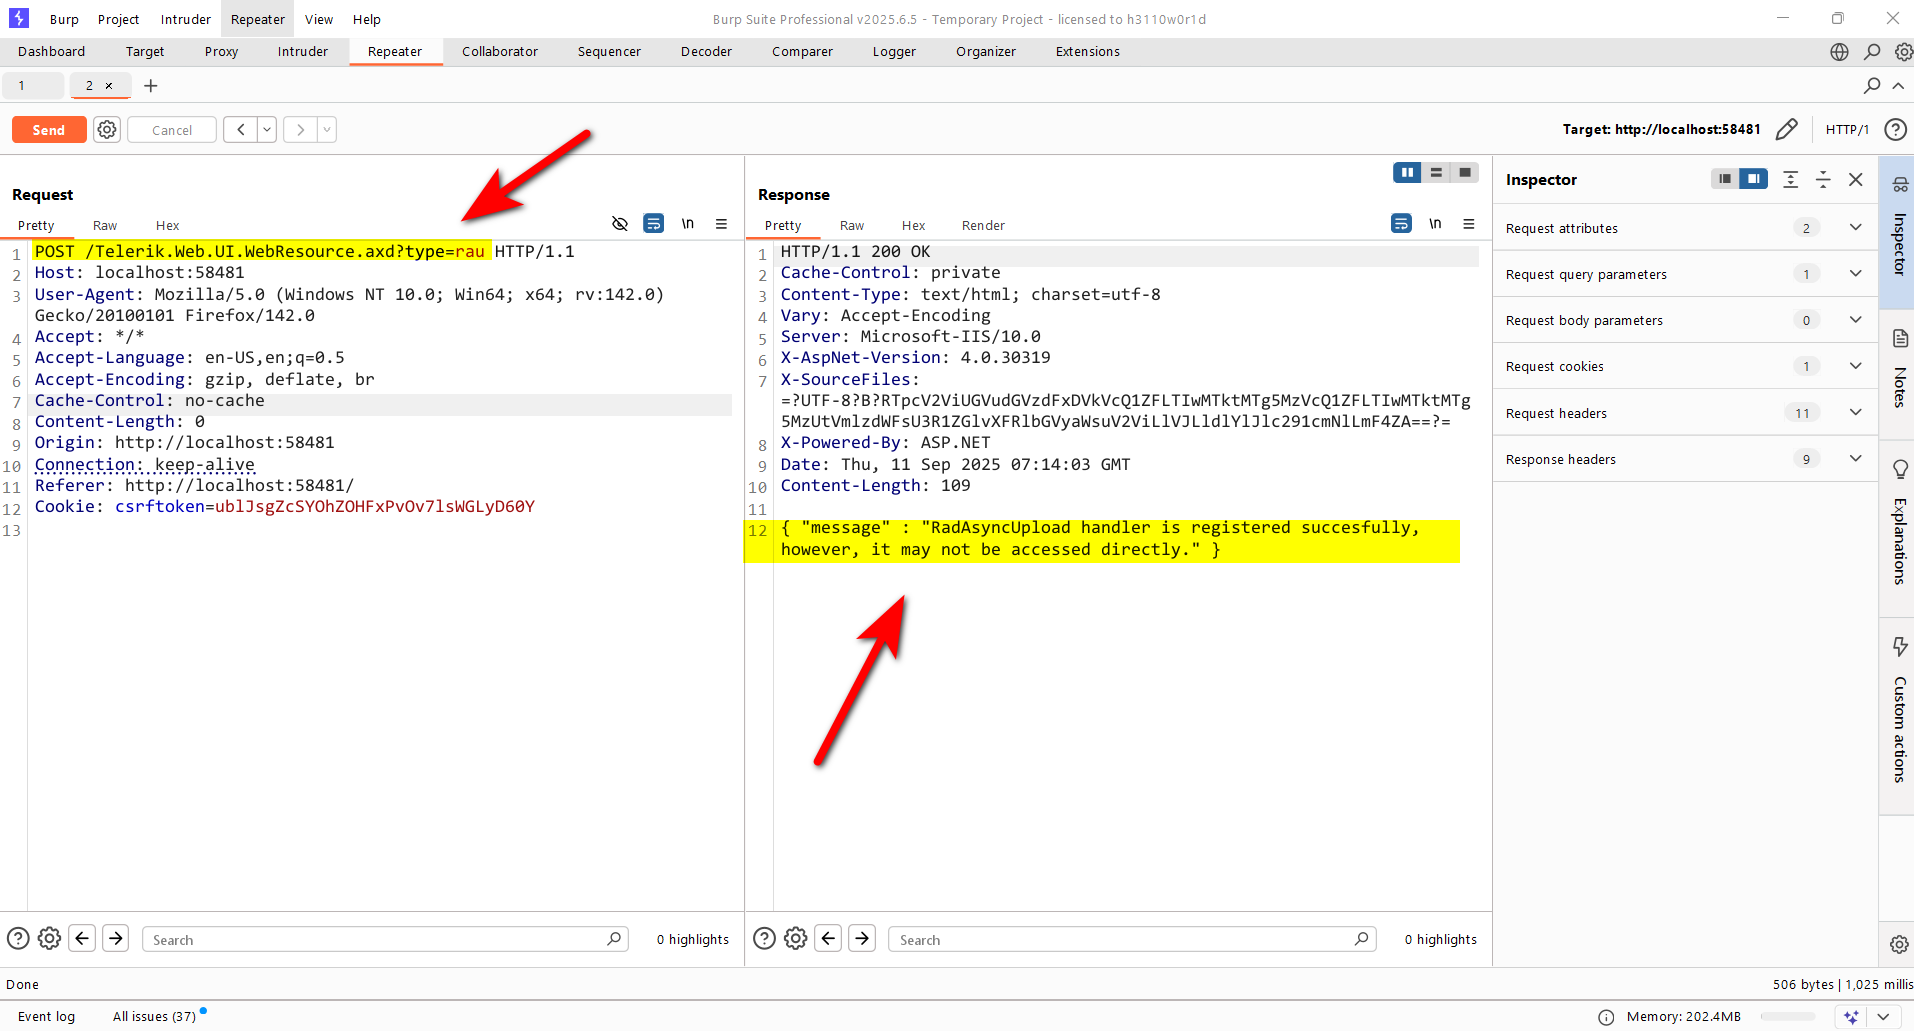 Burp Project Intruder Repeater View Help
Burp Suite Professional v2025.6.5 - Temporary Project - licensed to h3110w0r1d
Dashboard Target Proxy Intruder Repeater Collaborator Sequencer Decoder Comparer Logger Organizer Extensions
1 2 × +
Send Cancel
Target: http://localhost:58481 HTTP/1
Request
Pretty Raw Hex \n
1 POST /Telerik.Web.UI.WebResource.axd?type=rau HTTP/1.1
2 Host: localhost:58481
3 User-Agent: Mozilla/5.0 (Windows NT 10.0; Win64; x64; rv:142.0)
Gecko/20100101 Firefox/142.0
4 Accept: */*
5 Accept-Language: en-US,en;q=0.5
6 Accept-Encoding: gzip, deflate, br
7 Cache-Control: no-cache
8 Content-Length: 0
9 Origin: http://localhost:58481
10 Connection: keep-alive
11 Referer: http://localhost:58481/
12 Cookie: csrftoken=ublJsgZcSYOhZOHFxPvOv7lsWGLyD60Y
13
Search
0 highlights
Response
Pretty Raw Hex Render \n
1 HTTP/1.1 200 OK
2 Cache-Control: private
3 Content-Type: text/html; charset=utf-8
4 Vary: Accept-Encoding
5 Server: Microsoft-IIS/10.0
6 X-AspNet-Version: 4.0.30319
7 X-SourceFiles:
=?UTF-8?B?RTpcV2ViUGVudGVzdFxDVkVcQ1ZFLTIwMTktMTg5MzVcQ1ZFLTIwMTktMTg
5MzUtVmlzdWFsU3R1ZGlvXFRlbGVyaWsuV2ViLlVJLldlYlJlc291cmNlLmF4ZA==?=
8 X-Powered-By: ASP.NET
9 Date: Thu, 11 Sep 2025 07:14:03 GMT
10 Content-Length: 109
11
12 { "message" : "RadAsyncUpload handler is registered succesfully,
however, it may not be accessed directly." }
Search
0 highlights
Inspector
Request attributes 2
Request query parameters 1
Request body parameters 0
Request cookies 1
Request headers 11
Response headers 9
Inspector
Notes
Explanations
Custom actions
Done
506 bytes | 1,025 millis
Event log All issues (37)
Memory: 202.4MB